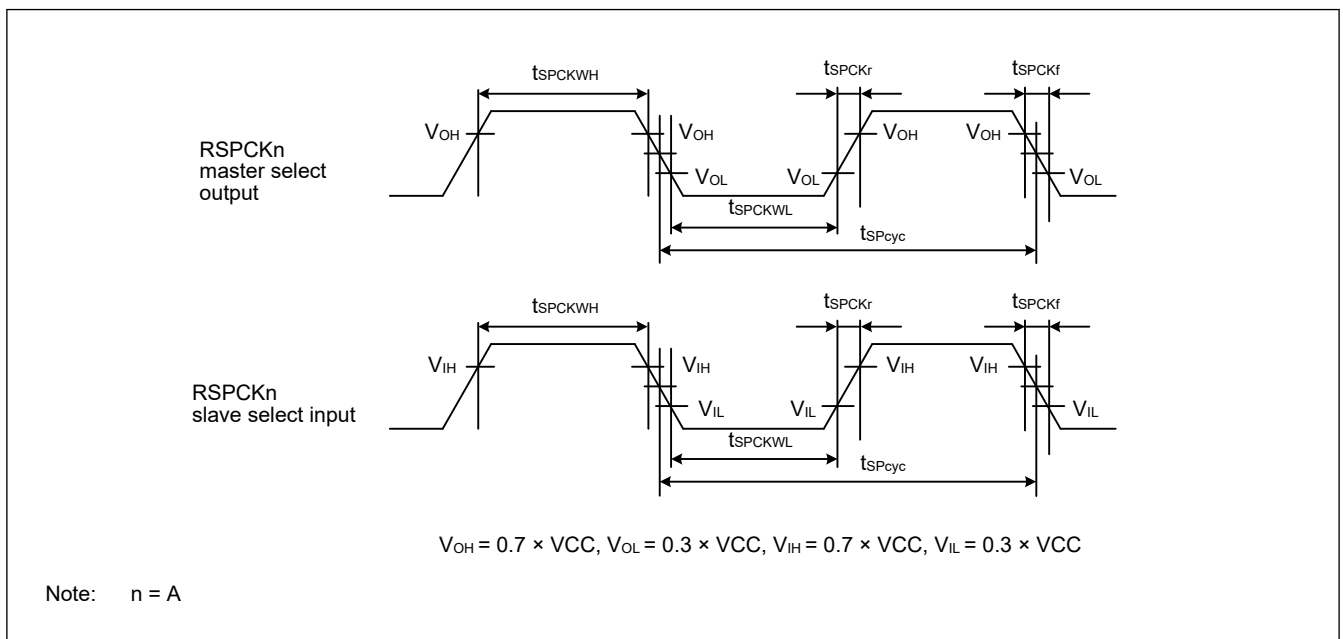 tSPCKWH
tSPCKr
tSPCKf
VOH
VOH
VOH
VOH
RSPCKn
master select
output
VOL
VOL
VOL
tSPCKWL
tSPcyc
tSPCKWH
tSPCKr
tSPCKf
VIH
VIH
VIH
VIH
RSPCKn
slave select input
VIL
VIL
VIL
tSPCKWL
tSPcyc
VOH = 0.7 × VCC, VOL = 0.3 × VCC, VIH = 0.7 × VCC, VIL = 0.3 × VCC
Note: n = A